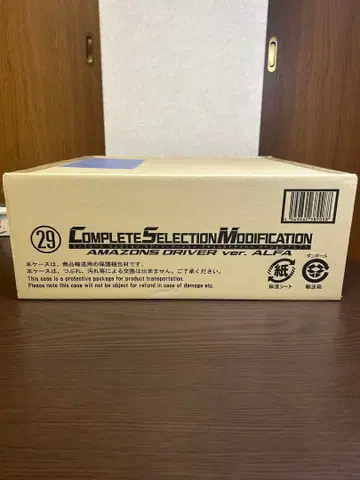 29
COMPLETE SELECTION MODIFICATION
AMAZONS DRIVER ver. ALFA
本ケースは、商品輸送用の保護梱包材です。
本ケースは、つぶれ、汚れ等による交換は出来ません。ご了承ください。
This case is a protective package for product transportation.
Please note this case will not be object for refund in case of damage etc.
紙
保護シート
ダンボール
輸送箱